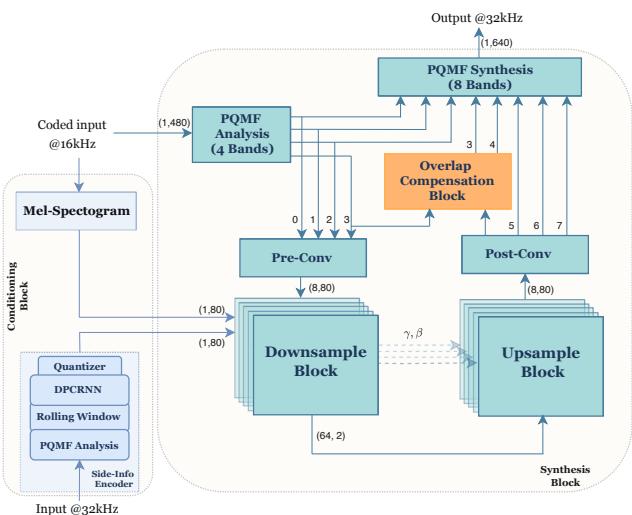 Output @32kHz
(1,640)
PQMF Synthesis
(8 Bands)
PQMF
Analysis
(4 Bands)
(1,480)
Coded input
@16kHz
3
4
Overlap
Compensation
Block
Mel-Spectogram
0
1
2
3
5
6
7
Pre-Conv
Post-Conv
(8,80)
(8,80)
Conditioning
Block
(1,80)
(1,80)
γ, β
Downsample
Block
Upsample
Block
Quantizer
DPCRNN
Rolling Window
PQMF Analysis
(64, 2)
Side-Info
Encoder
Synthesis
Block
Input @32kHz